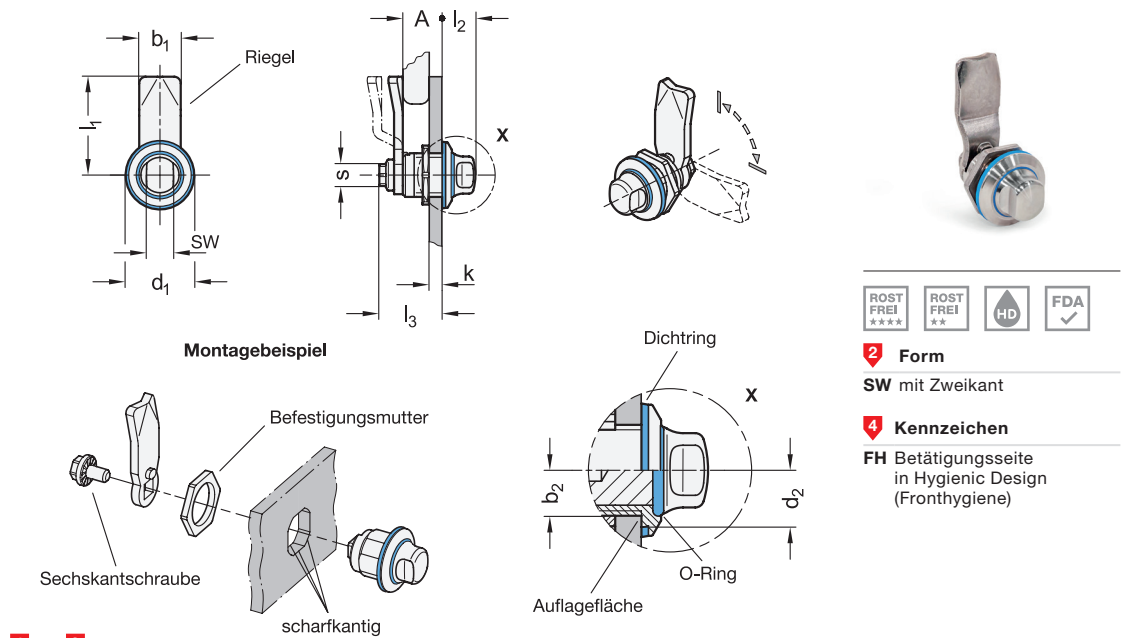 b1
Riegel
l1
SW
d1
A
l2
X
s
k
l3
ROST
FREI
★★★★
ROST
FREI
★★
HD
FDA
2 Form
SW mit Zweikant
4 Kennzeichen
FH Betätigungsseite
in Hygienic Design
(Fronthygiene)
Montagebeispiel
Befestigungsmutter
Sechskantschraube
scharfkantig
Dichtring
X
b2
d2
O-Ring
Auflagefläche